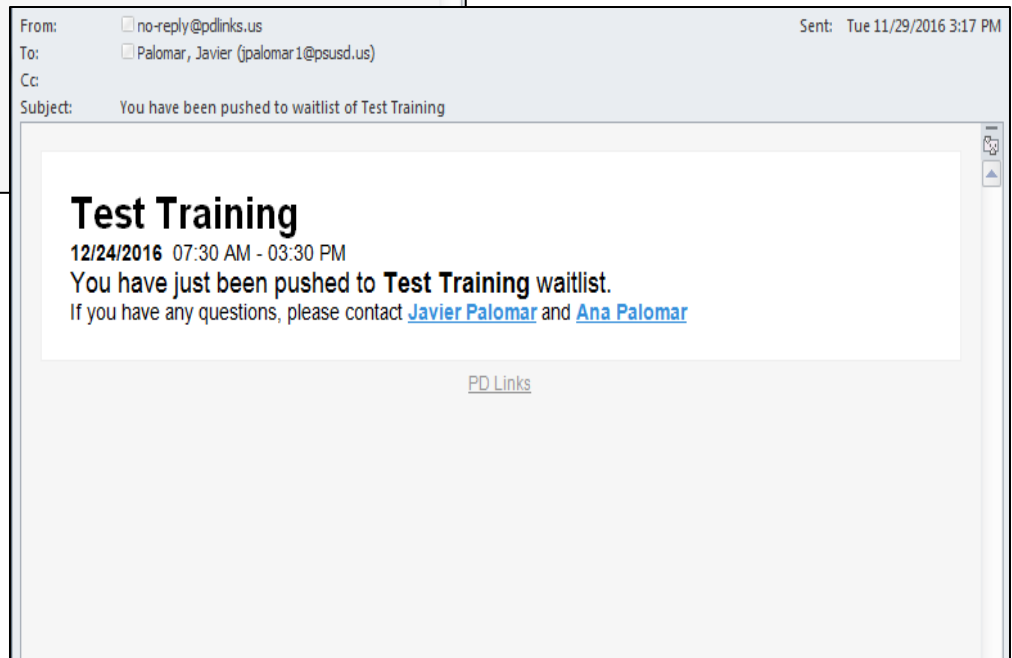 From: no-reply@pdlinks.us Sent: Tue 11/29/2016 3:17 PM
To: Palomar, Javier (jpalomar1@psusd.us)
Cc:
Subject: You have been pushed to waitlist of Test Training
Test Training
12/24/2016 07:30 AM - 03:30 PM
You have just been pushed to Test Training waitlist.
If you have any questions, please contact Javier Palomar and Ana Palomar
PD Links